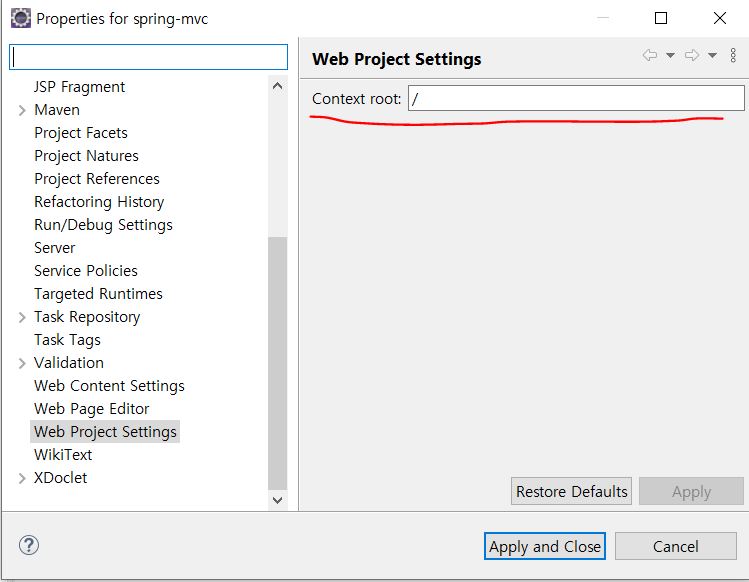 Properties for spring-mvc
JSP Fragment
Maven
Project Facets
Project Natures
Project References
Refactoring History
Run/Debug Settings
Server
Service Policies
Targeted Runtimes
Task Repository
Task Tags
Validation
Web Content Settings
Web Page Editor
Web Project Settings
WikiText
XDoclet
Web Project Settings
Context root: /
Restore Defaults
Apply
?
Apply and Close
Cancel